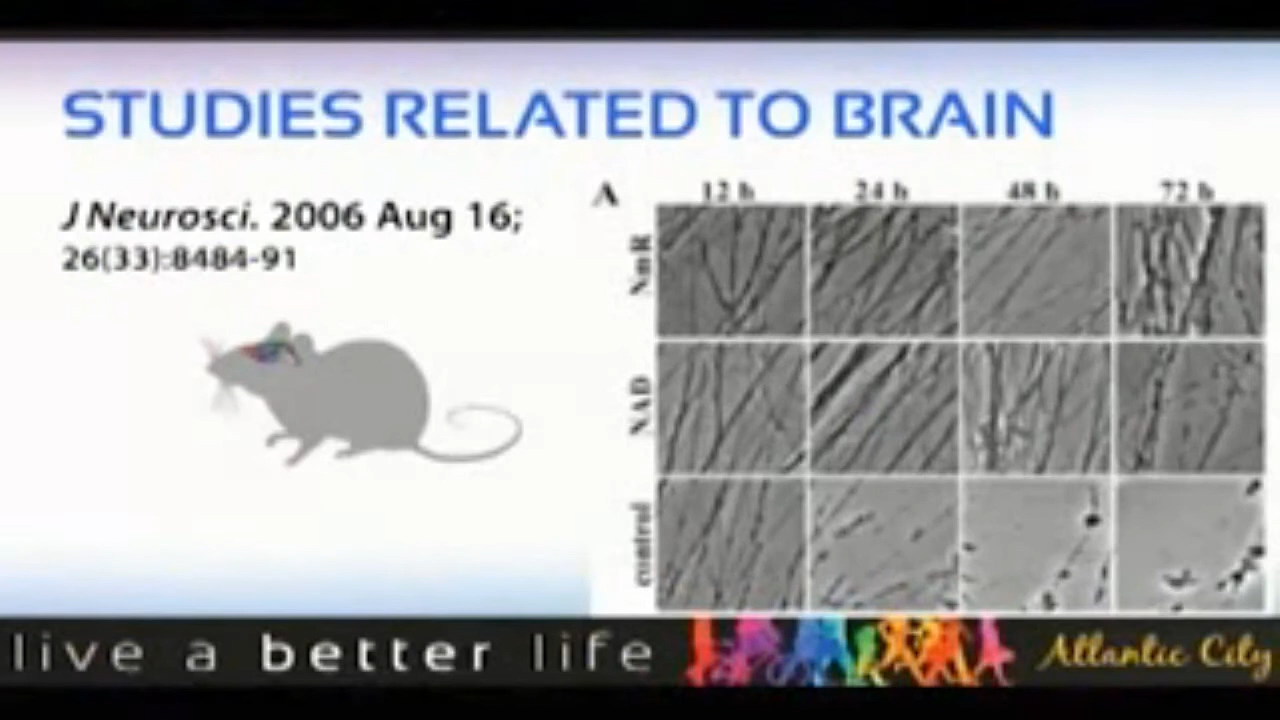 STUDIES RELATED TO BRAIN
J Neurosci. 2006 Aug 16;
26(33):8484-91
A
12 h 24 h 48 h 72 h
NmR
NAD
control
live a better life Atlantic City